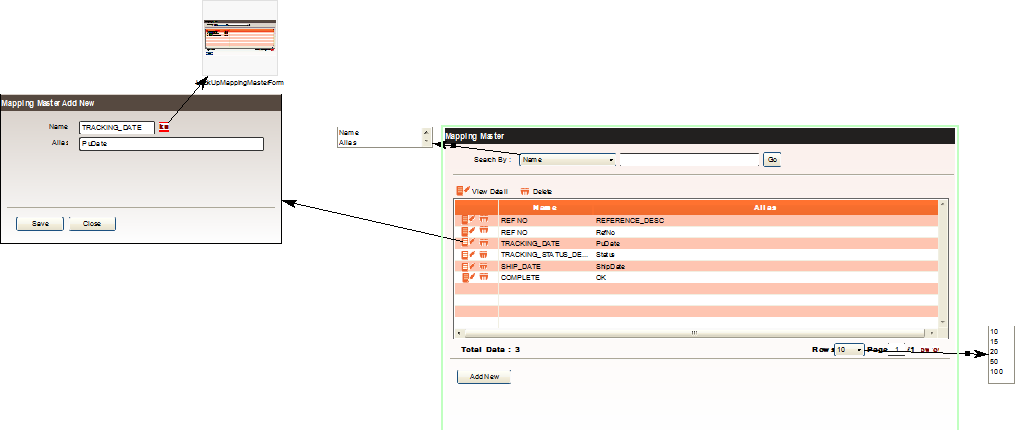 UpMappingMasterForm
Mapping Master Add New
Name TRACKING_DATE
Alias PuDate
Save Close
Name
Alias
Mapping Master
Search By : Name Go
View Detail Delete
Name Alias
REF NO REFERENCE_DESC
REF NO RefNo
TRACKING_DATE PuDate
TRACKING_STATUS_DE... Status
SHIP_DATE ShipDate
COMPLETE OK
Total Data : 3 Rows 10 Page 1 /1
Add New
10
15
20
50
100